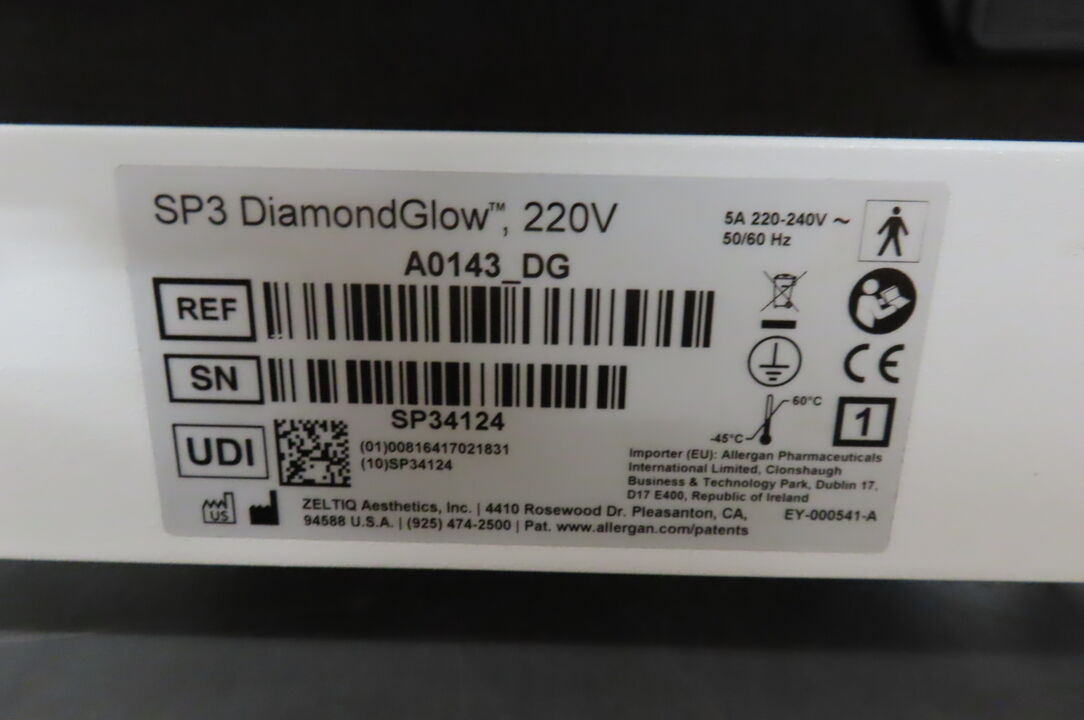 SP3 DiamondGlow™, 220V
5A 220-240V ~
50/60 Hz
A0143_DG
REF
SN
SP34124
UDI
(01)00816417021831
(10)SP34124
60°C
-45°C
1
Importer (EU): Allergan Pharmaceuticals
International Limited, Clonshaugh
Business & Technology Park, Dublin 17,
D17 E400, Republic of Ireland
US
ZELTIQ Aesthetics, Inc. | 4410 Rosewood Dr. Pleasanton, CA,
94588 U.S.A. | (925) 474-2500 | Pat. www.allergan.com/patents
EY-000541-A
CE